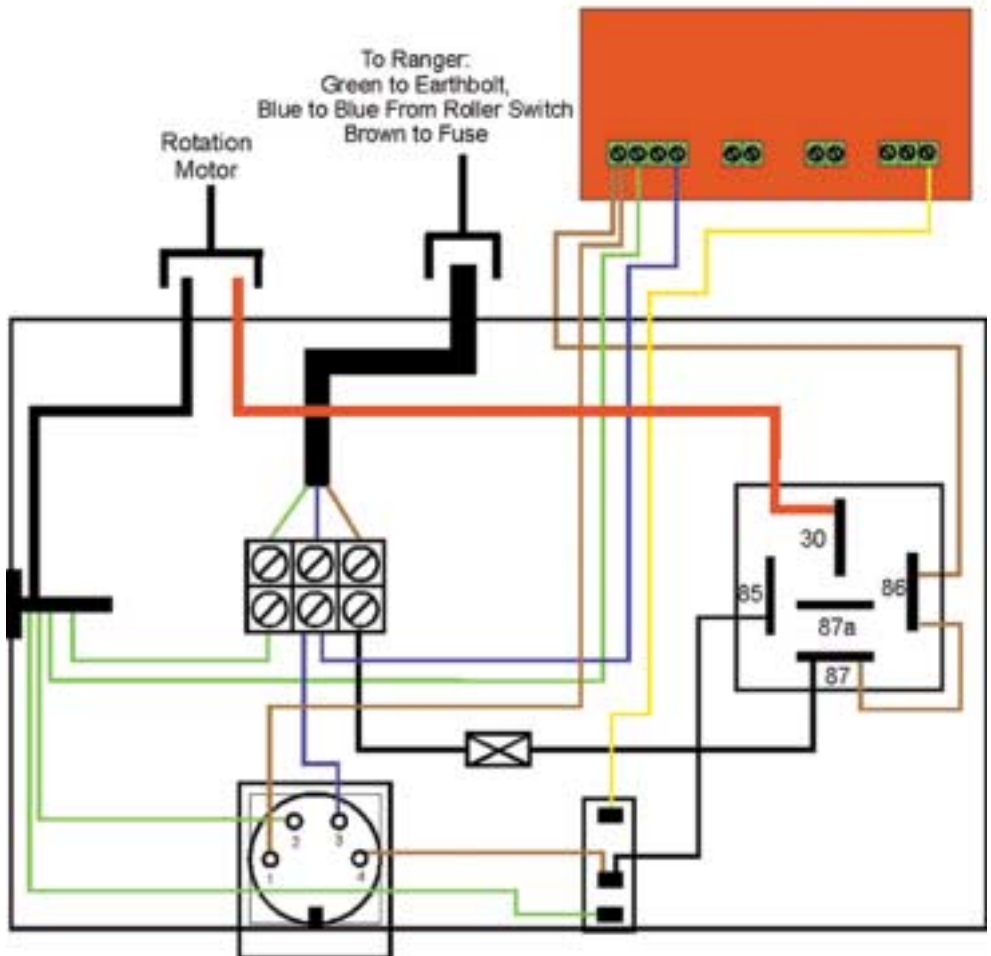 To Ranger:
Green to Earthbolt,
Blue to Blue From Roller Switch
Brown to Fuse
Rotation
Motor
30
85
86
87a
87
2
3
1
4